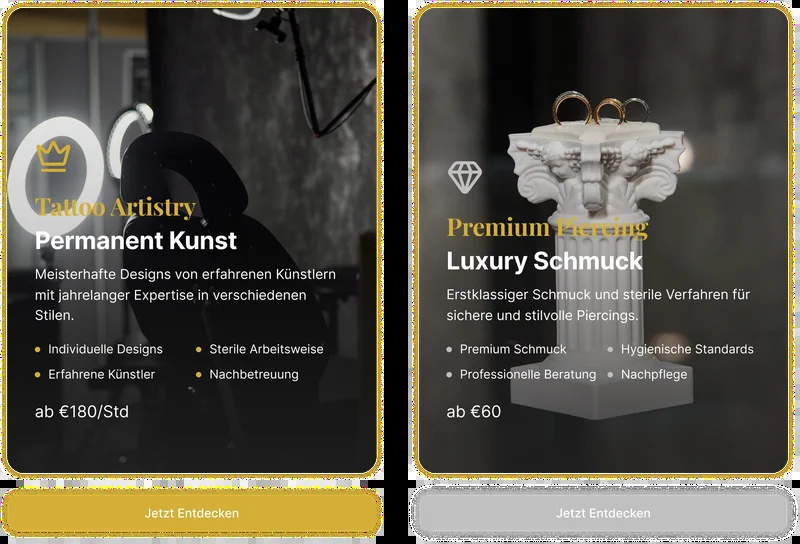 Tattoo Artistry
Permanent Kunst
Meisterhafte Designs von erfahrenen Künstlern
mit jahrelanger Expertise in verschiedenen
Stilen.
Individuelle Designs
Sterile Arbeitsweise
Erfahrene Künstler
Nachbetreuung
ab €180/Std
Jetzt Entdecken
Premium Piercing
Luxury Schmuck
Erstklassiger Schmuck und sterile Verfahren für
sichere und stilvolle Piercings.
Premium Schmuck
Hygienische Standards
Professionelle Beratung
Nachpflege
ab €60
Jetzt Entdecken